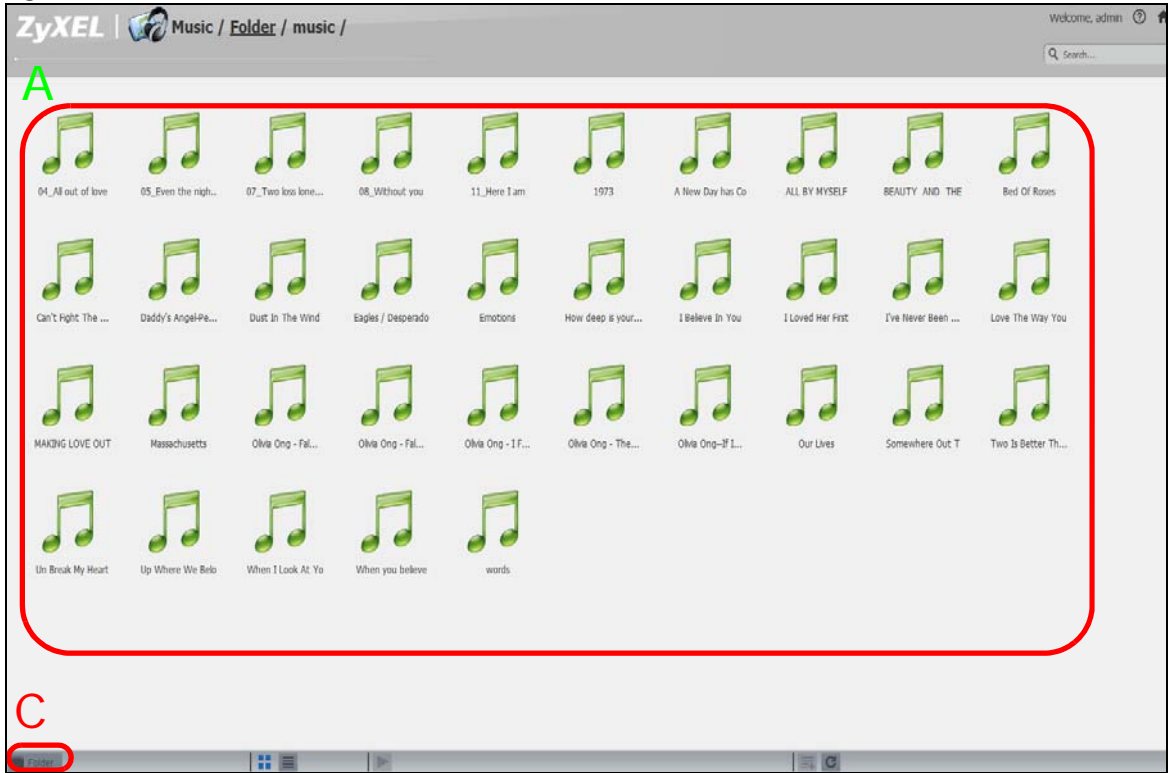 ZyXEL Music / Folder / music /
Welcome, admin
Search...
A
04_All out of love 05_Even the nigh.. 07_Two loss lone... 08_Without you 11_Here I am 1973 A New Day has Co ALL BY MYSELF BEAUTY AND THE Bed Of Roses
Can't Fight The ... Daddy's Angel-Pe... Dust In The Wind Eagles / Desperado Emotions How deep is your... I Believe In You I Loved Her First I've Never Been ... Love The Way You
MAKING LOVE OUT Massachusetts Olivia Ong - Fal... Olivia Ong - Fal... Olivia Ong - I F... Olivia Ong - The... Olivia Ong--If I... Our Lives Somewhere Out T Two Is Better Th...
Un Break My Heart Up Where We Belo When I Look At Yo When you believe words
C
Folder